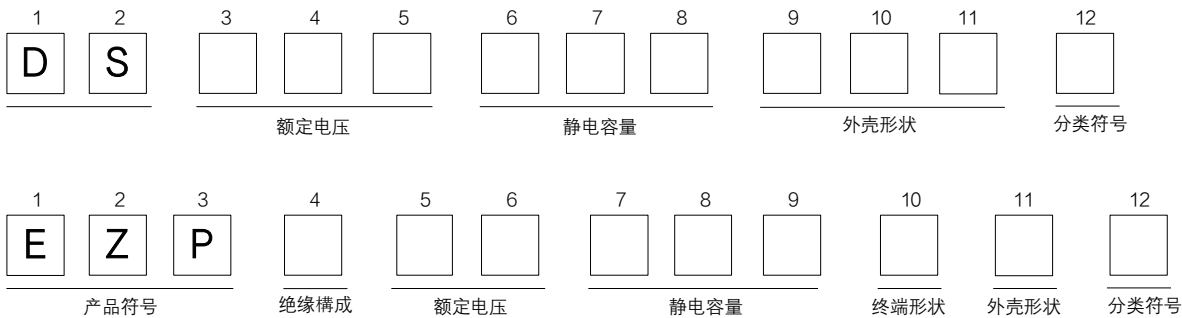 1 2 3 4 5 6 7 8 9 10 11 12
D S
额定电压 静电容量 外壳形状 分类符号
1 2 3 4 5 6 7 8 9 10 11 12
E Z P
产品符号 绝缘構成 额定电压 静电容量 终端形状 外壳形状 分类符号